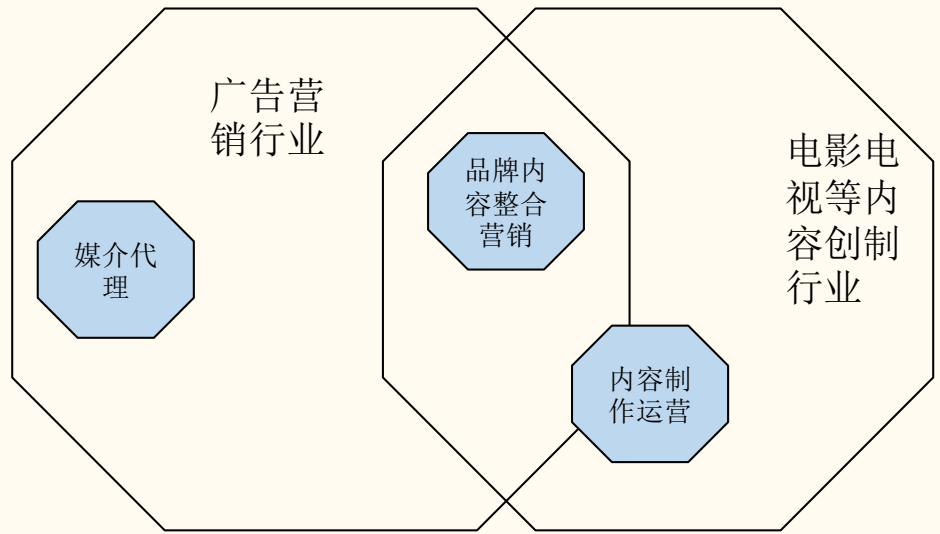 广告营
销行业
媒介代
理
品牌内
容整合
营销
内容制
作运营
电影电
视等内
容创制
行业